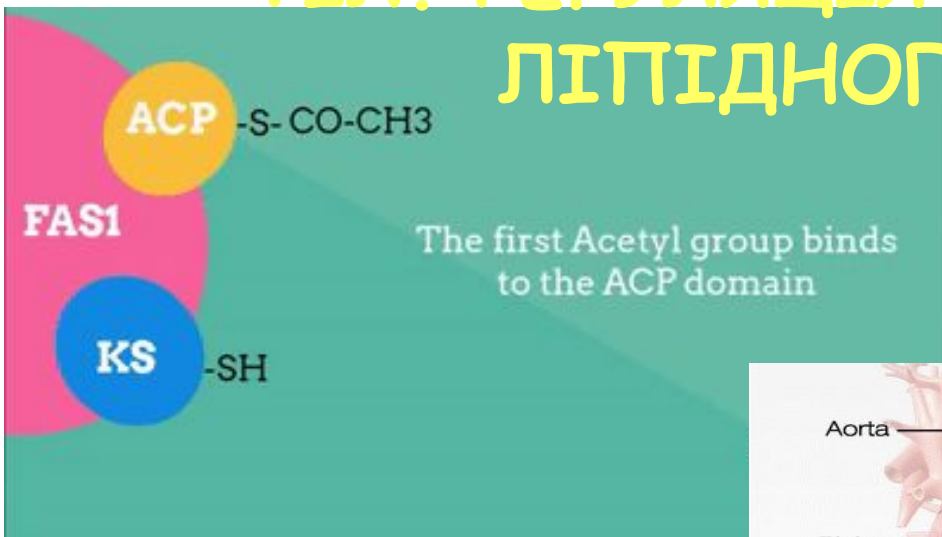 ЛІПІДНОГ
ACP -S- CO-CH3
FAS1
The first Acetyl group binds
to the ACP domain
KS -SH
Aorta